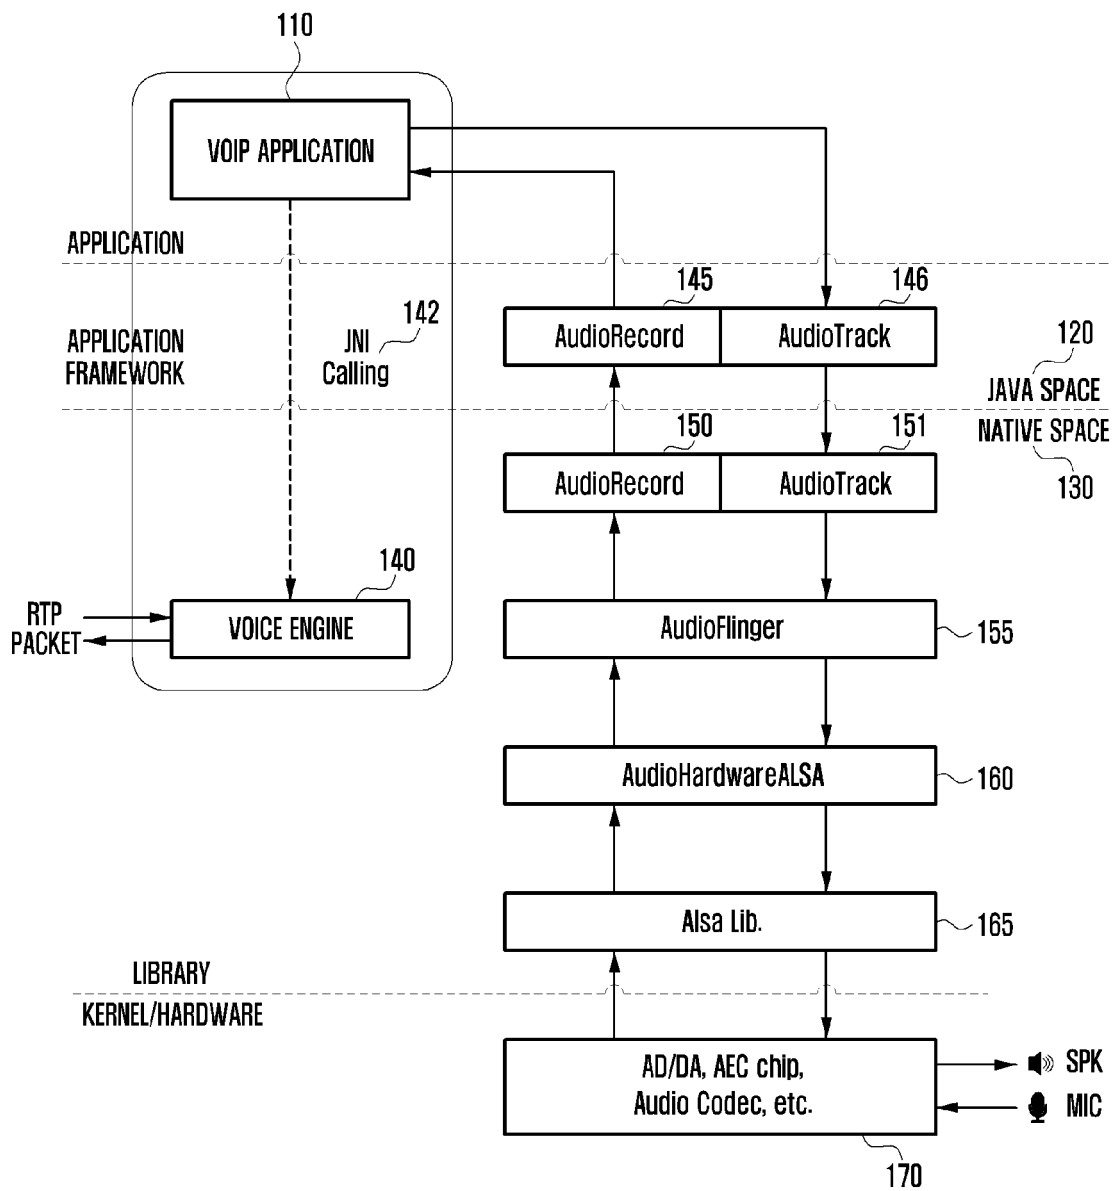 110
VOIP APPLICATION
APPLICATION
145
146
142
JNI
Calling
APPLICATION
FRAMEWORK
AudioRecord
AudioTrack
120
JAVA SPACE
NATIVE SPACE
130
150
151
AudioRecord
AudioTrack
140
RTP
PACKET
VOICE ENGINE
AudioFlinger
155
AudioHardwareALSA
160
Alsa Lib.
165
LIBRARY
KERNEL/HARDWARE
AD/DA, AEC chip,
Audio Codec, etc.
SPK
MIC
170